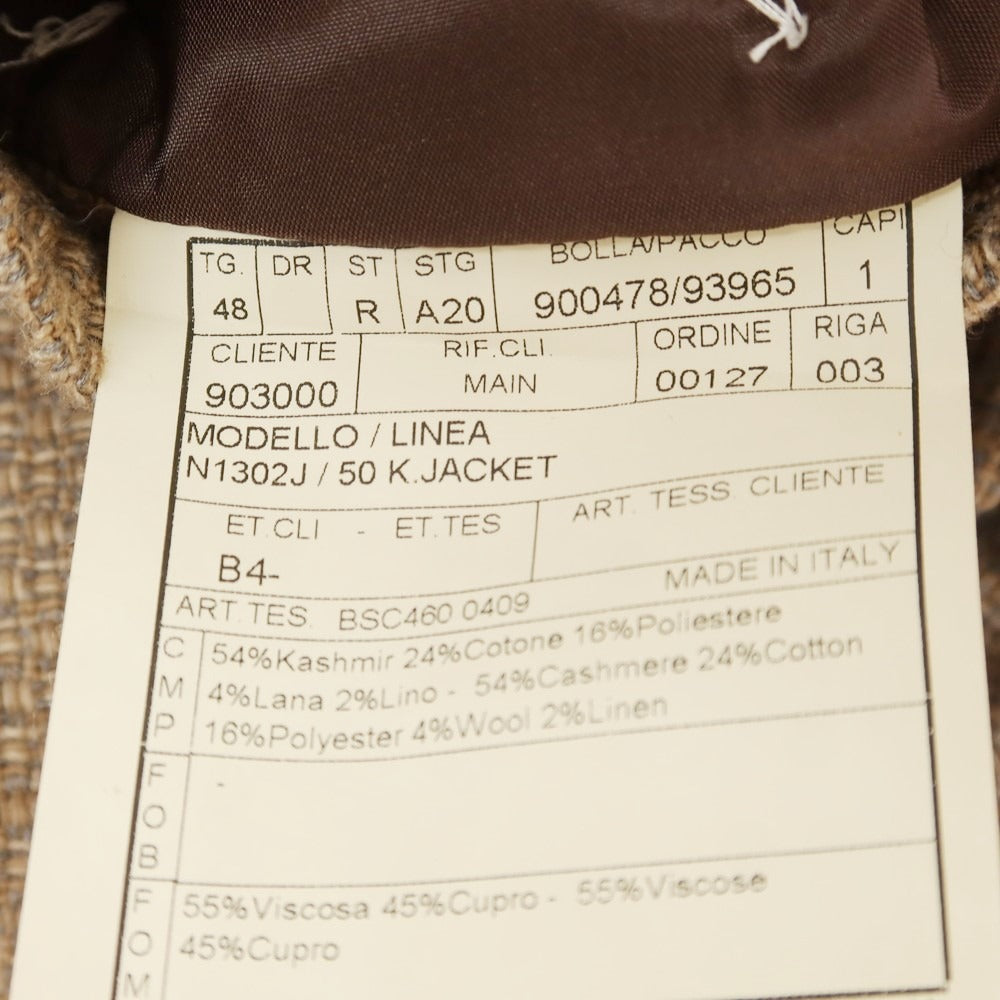 TG. DR ST STG BOLLA/PACCO CAPI
48 R A20 900478/93965 1
CLIENTE RIF.CLI. ORDINE RIGA
903000 MAIN 00127 003
MODELLO / LINEA
N1302J / 50 K.JACKET
ET.CLI - ET.TES ART. TESS CLIENTE
B4-
MADE IN ITALY
ART.TES. BSC460 0409
CMP
54%Kashmir 24%Cotone 16%Poliestere
4%Lana 2%Lino - 54%Cashmere 24%Cotton
16%Polyester 4%Wool 2%Linen
FOB
-
FOM
55%Viscosa 45%Cupro - 55%Viscose
45%Cupro